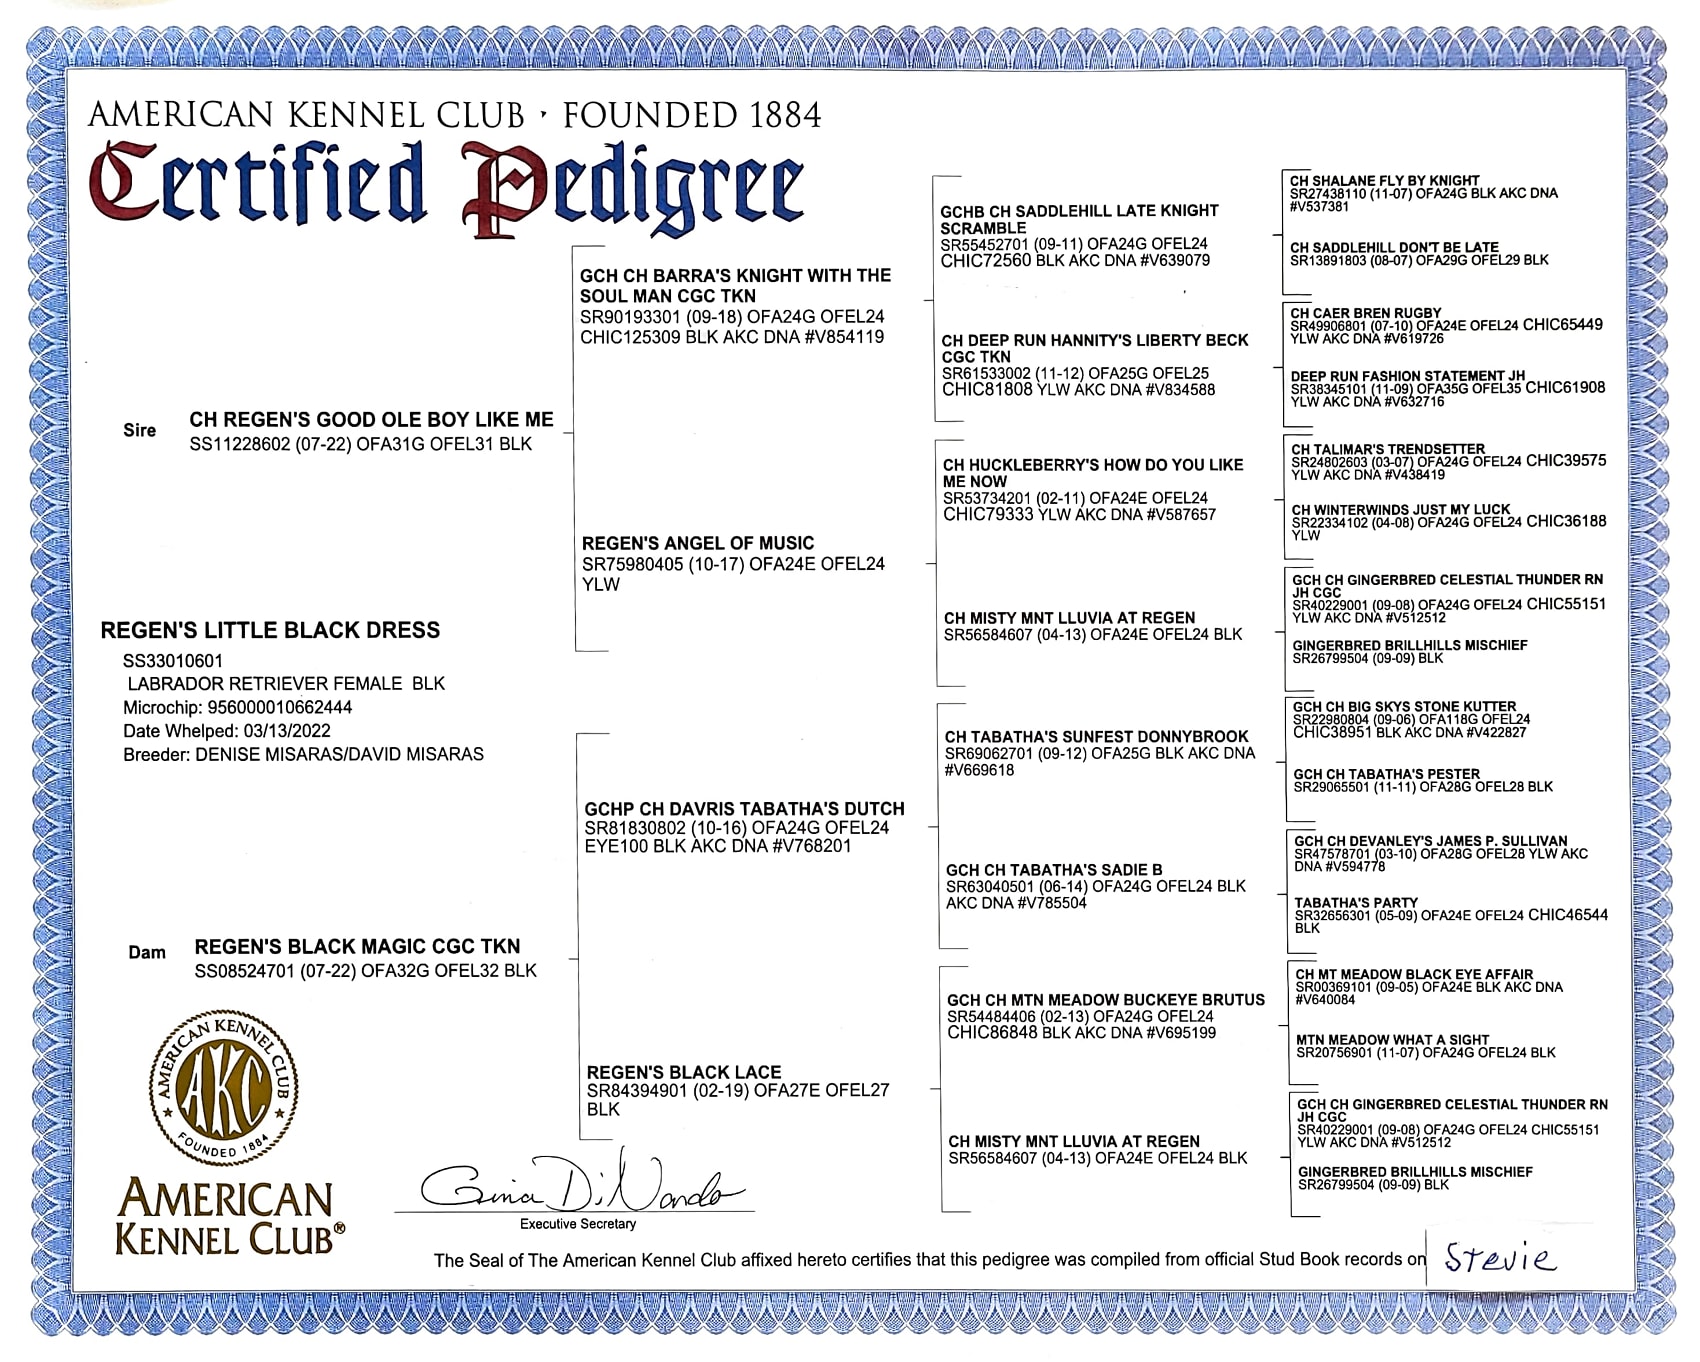 AMERICAN KENNEL CLUB · FOUNDED 1884
Certified Pedigree
REGEN'S LITTLE BLACK DRESS
SS33010601
LABRADOR RETRIEVER FEMALE BLK
Microchip: 956000010662444
Date Whelped: 03/13/2022
Breeder: DENISE MISARAS/DAVID MISARAS
Sire
CH REGEN'S GOOD OLE BOY LIKE ME
SS11228602 (07-22) OFA31G OFEL31 BLK
Dam
REGEN'S BLACK MAGIC CGC TKN
SS08524701 (07-22) OFA32G OFEL32 BLK
GCH CH BARRA'S KNIGHT WITH THE
SOUL MAN CGC TKN
SR90193301 (09-18) OFA24G OFEL24
CHIC125309 BLK AKC DNA #V854119
REGEN'S ANGEL OF MUSIC
SR75980405 (10-17) OFA24E OFEL24
YLW
GCHP CH DAVRIS TABATHA'S DUTCH
SR81830802 (10-16) OFA24G OFEL24
EYE100 BLK AKC DNA #V768201
REGEN'S BLACK LACE
SR84394901 (02-19) OFA27E OFEL27
BLK
GCHB CH SADDLEHILL LATE KNIGHT
SCRAMBLE
SR55452701 (09-11) OFA24G OFEL24
CHIC72560 BLK AKC DNA #V639079
CH DEEP RUN HANNITY'S LIBERTY BECK
CGC TKN
SR61533002 (11-12) OFA25G OFEL25
CHIC81808 YLW AKC DNA #V834588
CH HUCKLEBERRY'S HOW DO YOU LIKE
ME NOW
SR53734201 (02-11) OFA24E OFEL24
CHIC79333 YLW AKC DNA #V587657
CH MISTY MNT LLUVIA AT REGEN
SR56584607 (04-13) OFA24E OFEL24 BLK
CH TABATHA'S SUNFEST DONNYBROOK
SR69062701 (09-12) OFA25G BLK AKC DNA
#V669618
GCH CH TABATHA'S SADIE B
SR63040501 (06-14) OFA24G OFEL24 BLK
AKC DNA #V785504
GCH CH MTN MEADOW BUCKEYE BRUTUS
SR54484406 (02-13) OFA24G OFEL24
CHIC86848 BLK AKC DNA #V695199
CH MISTY MNT LLUVIA AT REGEN
SR56584607 (04-13) OFA24E OFEL24 BLK
CH SHALANE FLY BY KNIGHT
SR27438110 (11-07) OFA24G BLK AKC DNA
#V537381
CH SADDLEHILL DON'T BE LATE
SR13891803 (08-07) OFA29G OFEL29 BLK
CH CAER BREN RUGBY
SR49906801 (07-10) OFA24E OFEL24 CHIC65449
YLW AKC DNA #V619726
DEEP RUN FASHION STATEMENT JH
SR38345101 (11-09) OFA35G OFEL35 CHIC61908
YLW AKC DNA #V632716
CH TALIMAR'S TRENDSETTER
SR24802603 (03-07) OFA24G OFEL24 CHIC39575
YLW AKC DNA #V438419
CH WINTERWINDS JUST MY LUCK
SR22334102 (04-08) OFA24G OFEL24 CHIC36188
YLW
GCH CH GINGERBRED CELESTIAL THUNDER RN
JH CGC
SR40229001 (09-08) OFA24G OFEL24 CHIC55151
YLW AKC DNA #V512512
GINGERBRED BRILLHILLS MISCHIEF
SR26799504 (09-09) BLK
GCH CH BIG SKYS STONE KUTTER
SR22980804 (09-06) OFA118G OFEL24
CHIC38951 BLK AKC DNA #V422827
GCH CH TABATHA'S PESTER
SR29065501 (11-11) OFA28G OFEL28 BLK
GCH CH DEVANLEY'S JAMES P. SULLIVAN
SR47578701 (03-10) OFA28G OFEL28 YLW AKC
DNA #V594778
TABATHA'S PARTY
SR32656301 (05-09) OFA24E OFEL24 CHIC46544
BLK
CH MT MEADOW BLACK EYE AFFAIR
SR00369101 (09-05) OFA24E BLK AKC DNA
#V640084
MTN MEADOW WHAT A SIGHT
SR20756901 (11-07) OFA24G OFEL24 BLK
GCH CH GINGERBRED CELESTIAL THUNDER RN
JH CGC
SR40229001 (09-08) OFA24G OFEL24 CHIC55151
YLW AKC DNA #V512512
GINGERBRED BRILLHILLS MISCHIEF
SR26799504 (09-09) BLK
AMERICAN KENNEL CLUB
AKC
FOUNDED 1884
AMERICAN
KENNEL CLUB®
Gina DiNardo
Executive Secretary
The Seal of The American Kennel Club affixed hereto certifies that this pedigree was compiled from official Stud Book records on
Stevie